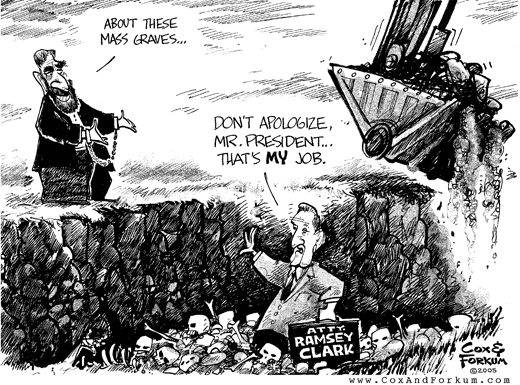 ABOUT THESE
MASS GRAVES...
DON'T APOLOGIZE,
MR. PRESIDENT...
THAT'S MY JOB.
ATTY.
RAMSEY
CLARK
COX &
FORKUM
©2005
www.CoxAndForkum.com